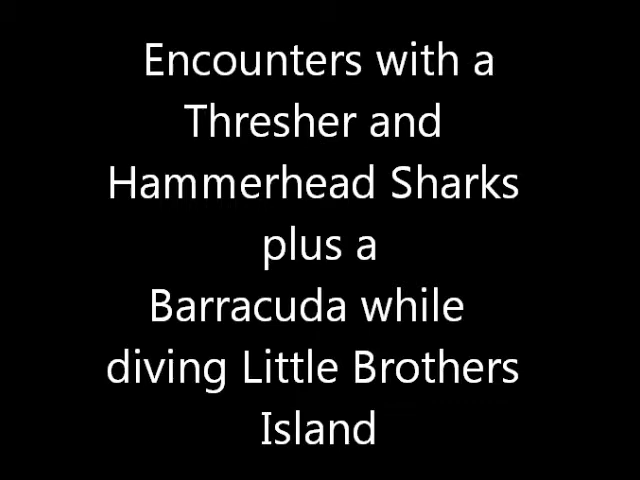 Encounters with a
Thresher and
Hammerhead Sharks
plus a
Barracuda while
diving Little Brothers
Island